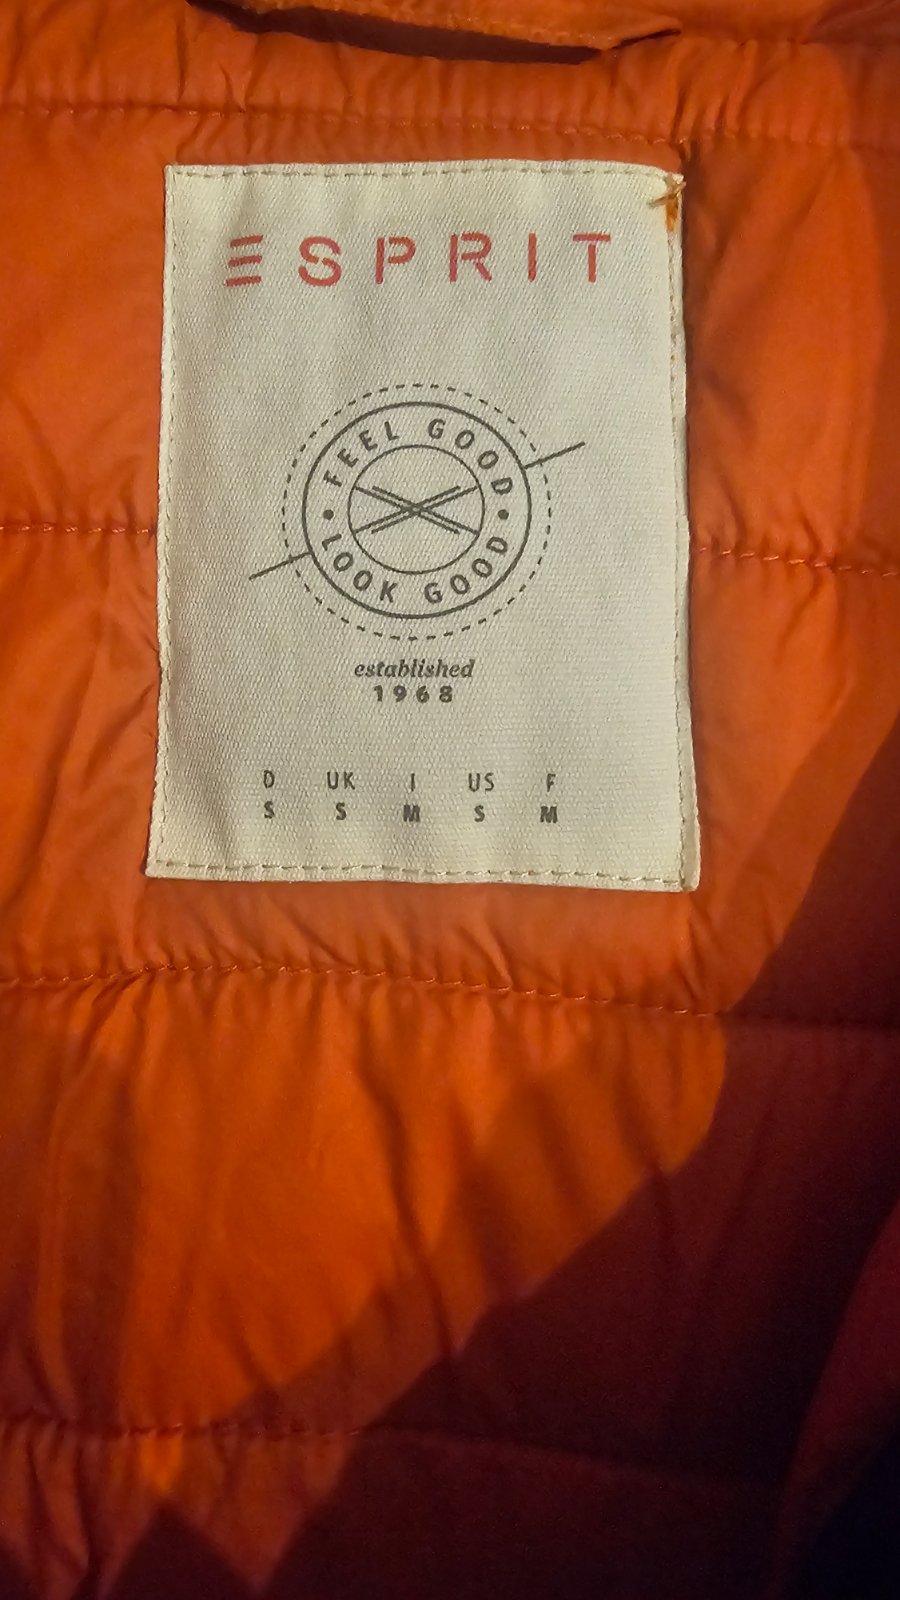 ESPRIT
FEEL GOOD
LOOK GOOD
established
1968
D UK I US F
S S M S M